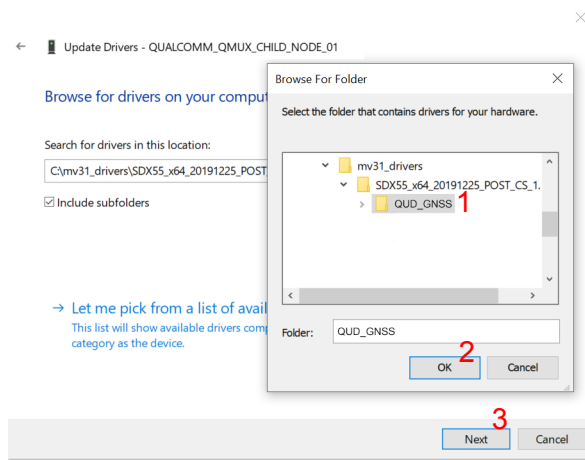 Update Drivers - QUALCOMM_QMUX_CHILD_NODE_01
Browse for drivers on your comput
Search for drivers in this location:
C:\mv31_drivers\SDX55_x64_20191225_POST
Include subfolders
→ Let me pick from a list of avail
This list will show available drivers comp
category as the device.
Browse For Folder
Select the folder that contains drivers for your hardware.
mv31_drivers
SDX55_x64_20191225_POST_CS_1.
QUD_GNSS 1
Folder: QUD_GNSS
2
OK Cancel
3
Next Cancel